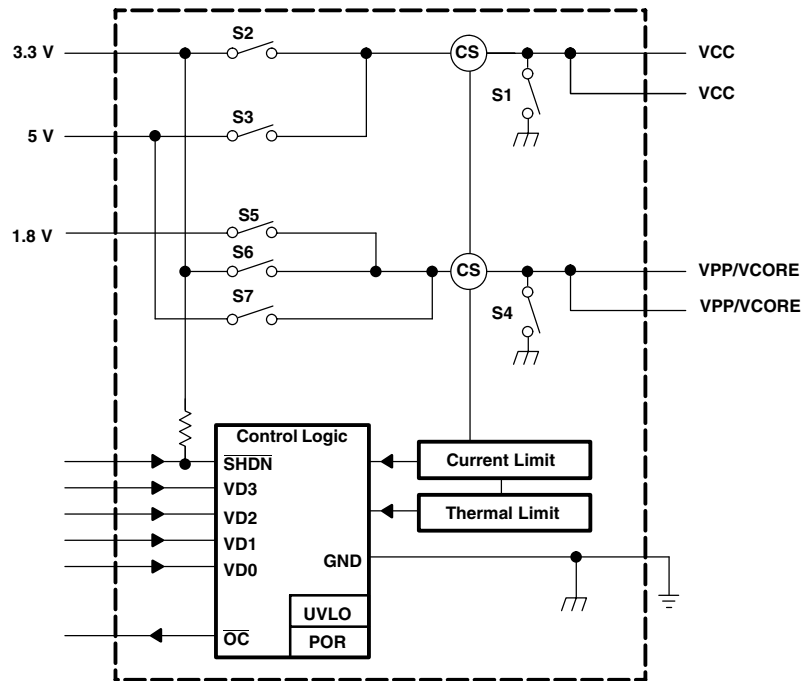 S2
3.3 V
CS
VCC
S1
VCC
S3
5 V
S5
1.8 V
S6
CS
VPP/VCORE
S7
S4
VPP/VCORE
Control Logic
SHDN
Current Limit
VD3
Thermal Limit
VD2
VD1
GND
VD0
UVLO
OC
POR